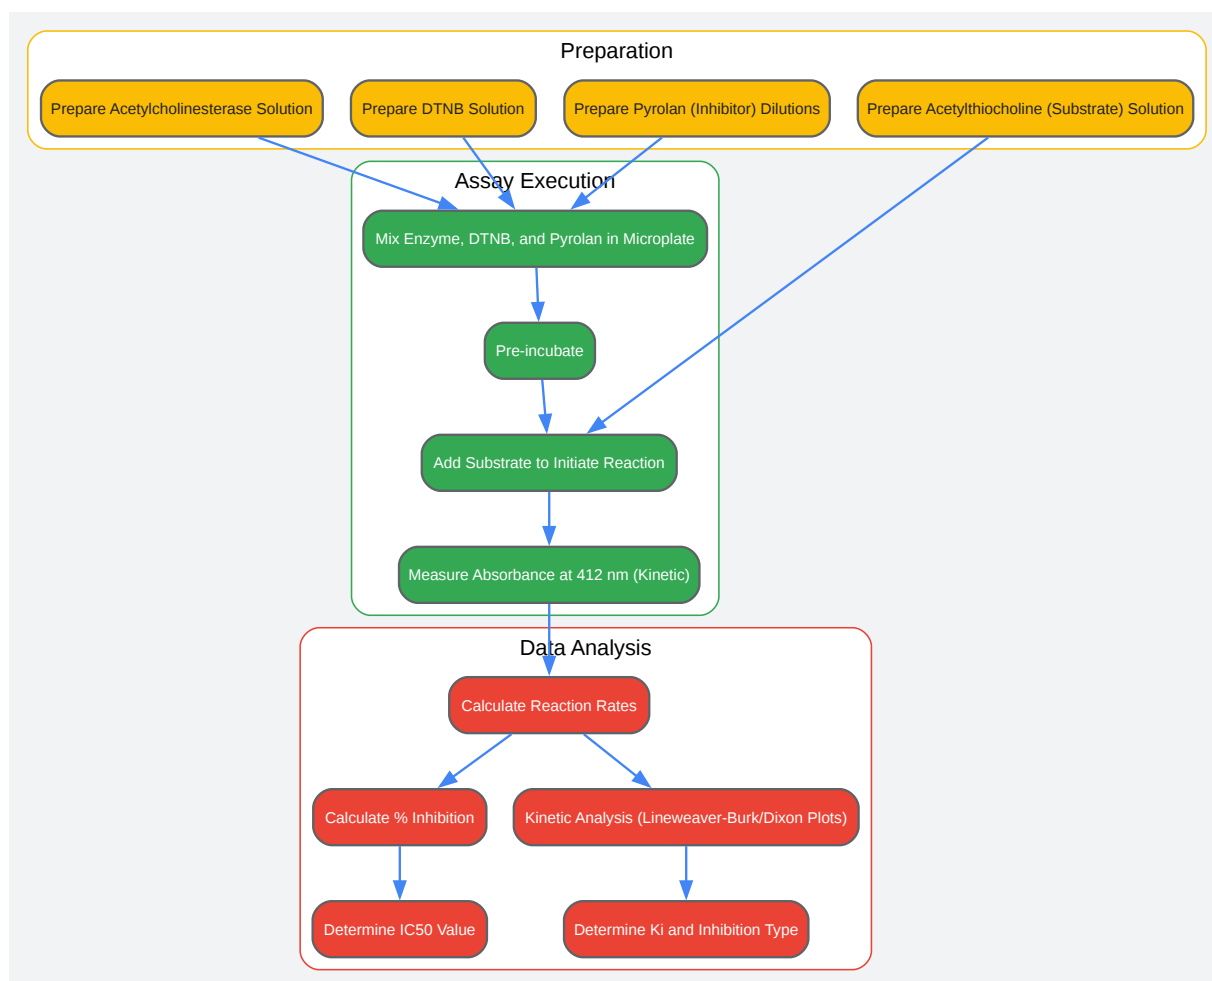 Preparation
Prepare Acetylcholinesterase Solution
Prepare DTNB Solution
Prepare Pyrolan (Inhibitor) Dilutions
Prepare Acetylthiocholine (Substrate) Solution
Assay Execution
Mix Enzyme, DTNB, and Pyrolan in Microplate
Pre-incubate
Add Substrate to Initiate Reaction
Measure Absorbance at 412 nm (Kinetic)
Data Analysis
Calculate Reaction Rates
Calculate % Inhibition
Kinetic Analysis (Lineweaver-Burk/Dixon Plots)
Determine IC50 Value
Determine Ki and Inhibition Type